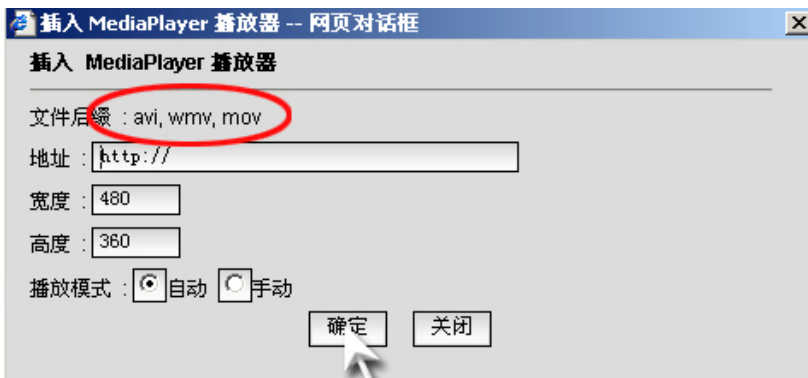 插入 MediaPlayer 播放器 -- 网页对话框
插入 MediaPlayer 播放器
文件后缀 : avi, wmv, mov
地址 : http://
宽度 : 480
高度 : 360
播放模式 : 自动 手动
确定 关闭